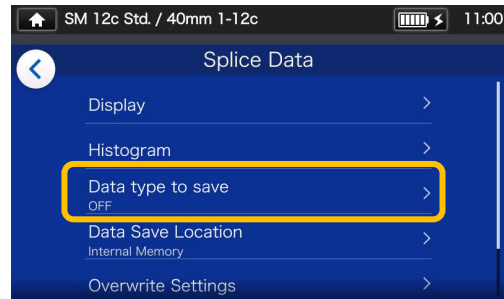 SM 12c Std. / 40mm 1-12c
11:00
Splice Data
Display
Histogram
Data type to save
OFF
Data Save Location
Internal Memory
Overwrite Settings